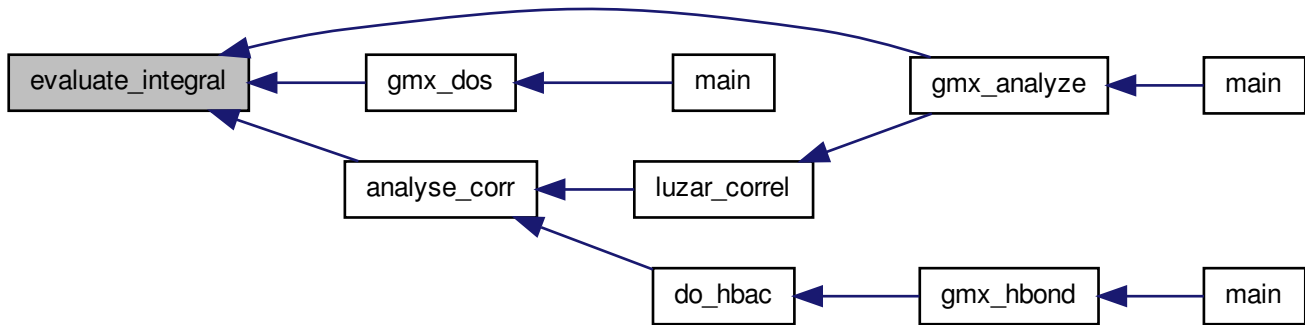 evaluate_integral
gmx_dos
main
gmx_analyze
main
analyse_corr
luzar_correl
do_hbac
gmx_hbond
main